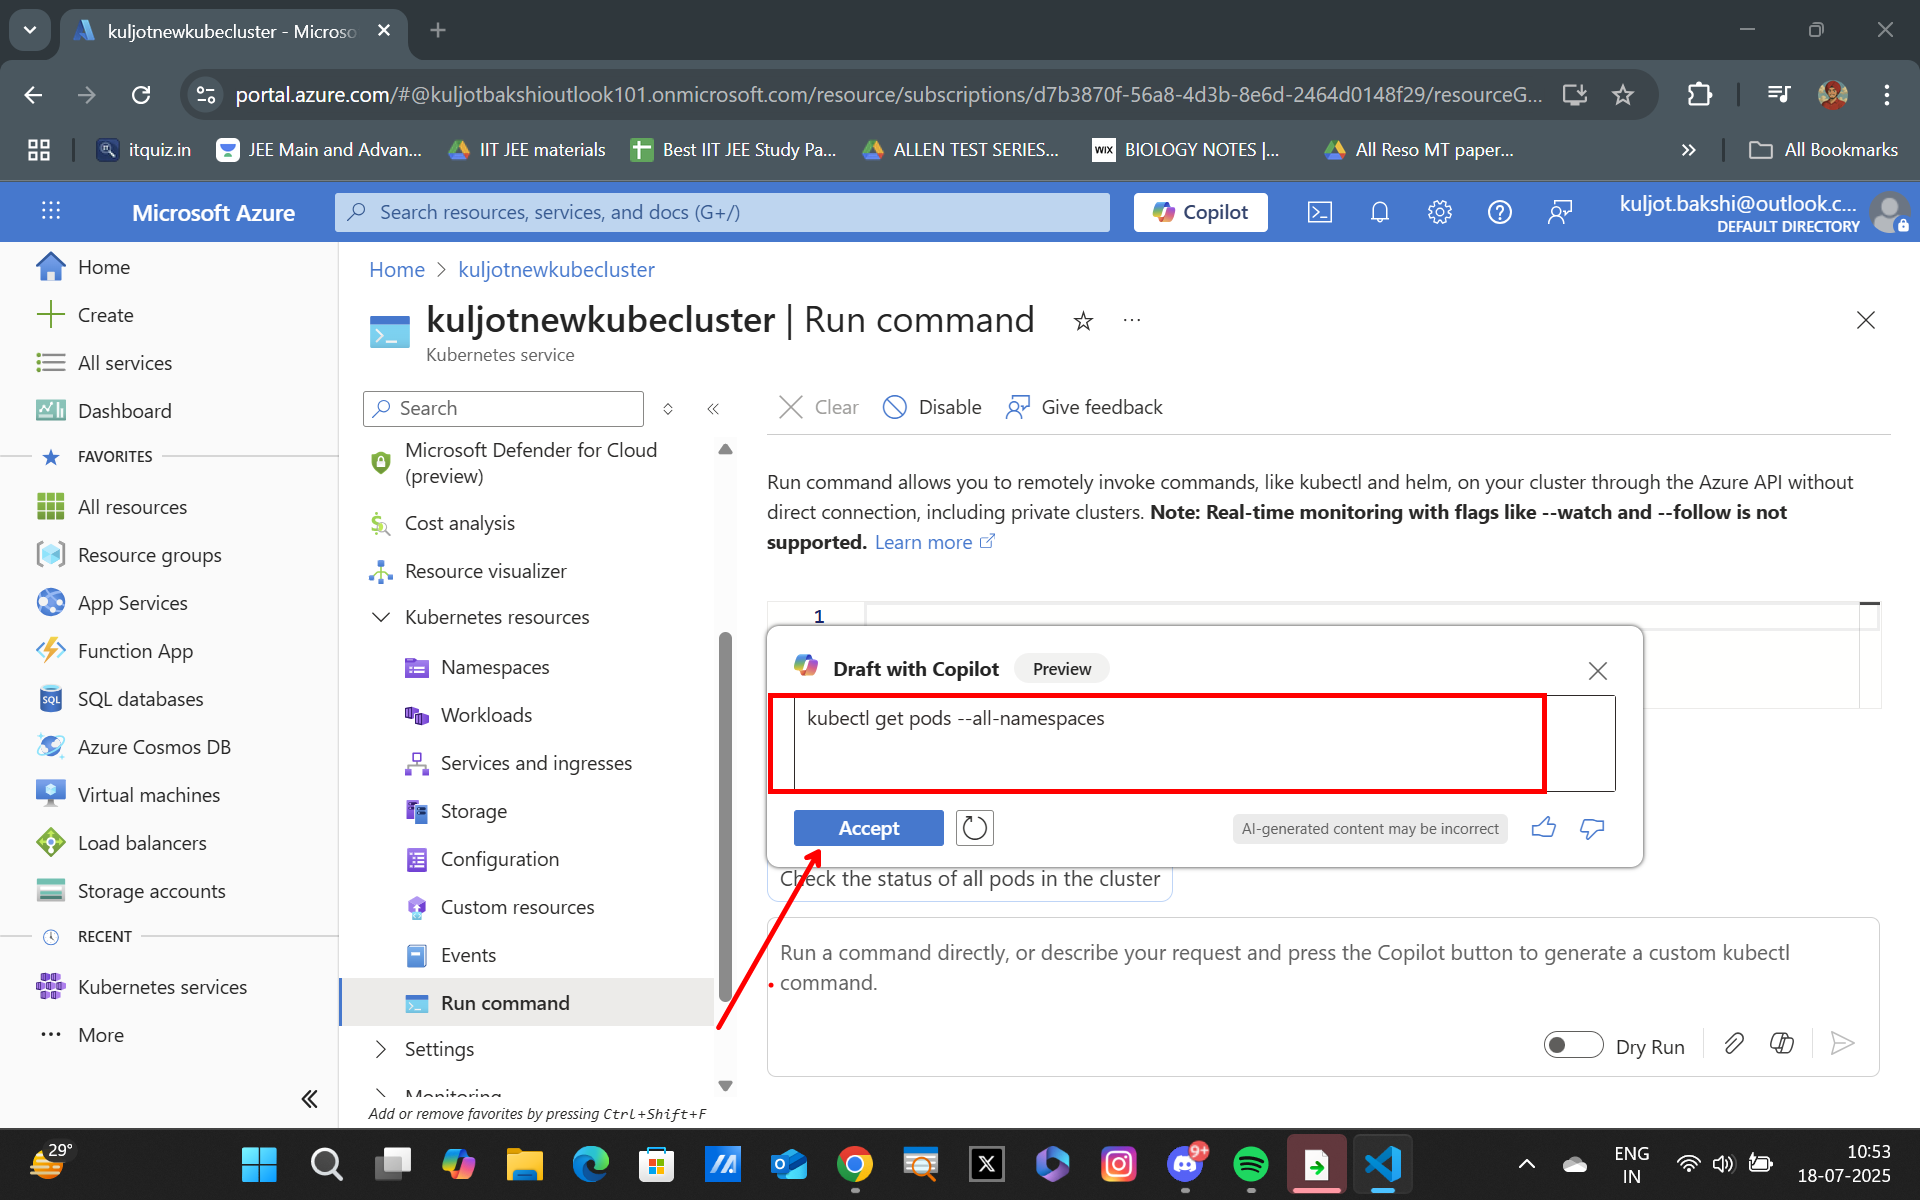 kuljotnewkubecluster - Microso
portal.azure.com/#@kuljotbakshioutlook101.onmicrosoft.com/resource/subscriptions/d7b3870f-56a8-4d3b-8e6d-2464d0148f29/resourceG...
itquiz.in
JEE Main and Advan...
IIT JEE materials
Best IIT JEE Study Pa...
ALLEN TEST SERIES...
WIX
BIOLOGY NOTES |...
All Reso MT paper...
All Bookmarks
Microsoft Azure
Search resources, services, and docs (G+/)
Copilot
kuljot.bakshi@outlook.c...
DEFAULT DIRECTORY
Home
Create
All services
Dashboard
FAVORITES
All resources
Resource groups
App Services
Function App
SQL
SQL databases
Azure Cosmos DB
Virtual machines
Load balancers
Storage accounts
RECENT
Kubernetes services
More
Home > kuljotnewkubecluster
kuljotnewkubecluster | Run command
Kubernetes service
Search
Microsoft Defender for Cloud
(preview)
Cost analysis
Resource visualizer
Kubernetes resources
Namespaces
Workloads
Services and ingresses
Storage
Configuration
Custom resources
Events
Run command
Settings
Monitoring
Add or remove favorites by pressing Ctrl+Shift+F
Clear
Disable
Give feedback
Run command allows you to remotely invoke commands, like kubectl and helm, on your cluster through the Azure API without
direct connection, including private clusters. Note: Real-time monitoring with flags like --watch and --follow is not
supported. Learn more
1
Draft with Copilot
Preview
kubectl get pods --all-namespaces
Accept
AI-generated content may be incorrect
Check the status of all pods in the cluster
Run a command directly, or describe your request and press the Copilot button to generate a custom kubectl
command.
Dry Run
29°
9+
ENG
IN
10:53
18-07-2025